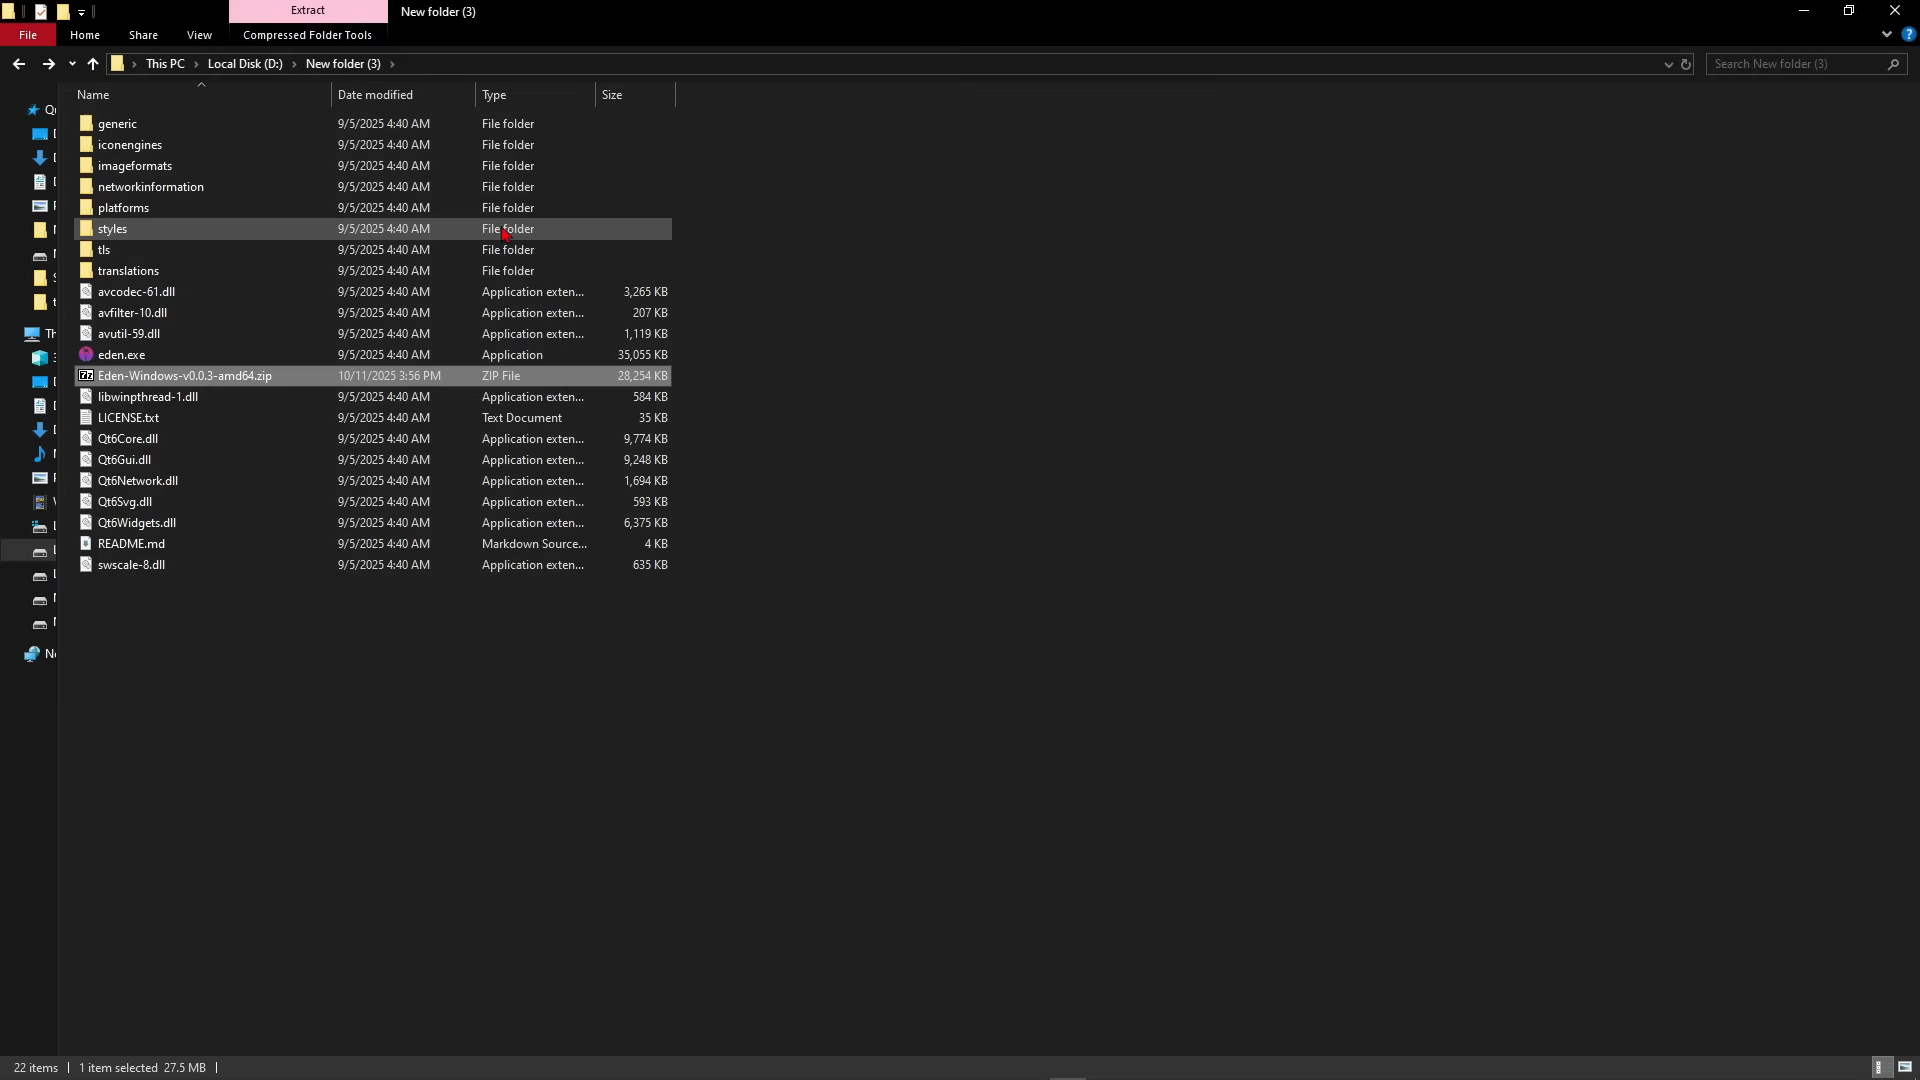 Extract
New folder (3)
File
Home
Share
View
Compressed Folder Tools
This PC
Local Disk (D:)
New folder (3)
Search New folder (3)
Name
Date modified
Type
Size
generic 9/5/2025 4:40 AM File folder
iconengines 9/5/2025 4:40 AM File folder
imageformats 9/5/2025 4:40 AM File folder
networkinformation 9/5/2025 4:40 AM File folder
platforms 9/5/2025 4:40 AM File folder
styles 9/5/2025 4:40 AM File folder
tls 9/5/2025 4:40 AM File folder
translations 9/5/2025 4:40 AM File folder
avcodec-61.dll 9/5/2025 4:40 AM Application exten... 3,265 KB
avfilter-10.dll 9/5/2025 4:40 AM Application exten... 207 KB
avutil-59.dll 9/5/2025 4:40 AM Application exten... 1,119 KB
eden.exe 9/5/2025 4:40 AM Application 35,055 KB
Eden-Windows-v0.0.3-amd64.zip 10/11/2025 3:56 PM ZIP File 28,254 KB
libwinpthread-1.dll 9/5/2025 4:40 AM Application exten... 584 KB
LICENSE.txt 9/5/2025 4:40 AM Text Document 35 KB
Qt6Core.dll 9/5/2025 4:40 AM Application exten... 9,774 KB
Qt6Gui.dll 9/5/2025 4:40 AM Application exten... 9,248 KB
Qt6Network.dll 9/5/2025 4:40 AM Application exten... 1,694 KB
Qt6Svg.dll 9/5/2025 4:40 AM Application exten... 593 KB
Qt6Widgets.dll 9/5/2025 4:40 AM Application exten... 6,375 KB
README.md 9/5/2025 4:40 AM Markdown Source... 4 KB
swscale-8.dll 9/5/2025 4:40 AM Application exten... 635 KB
22 items
1 item selected 27.5 MB